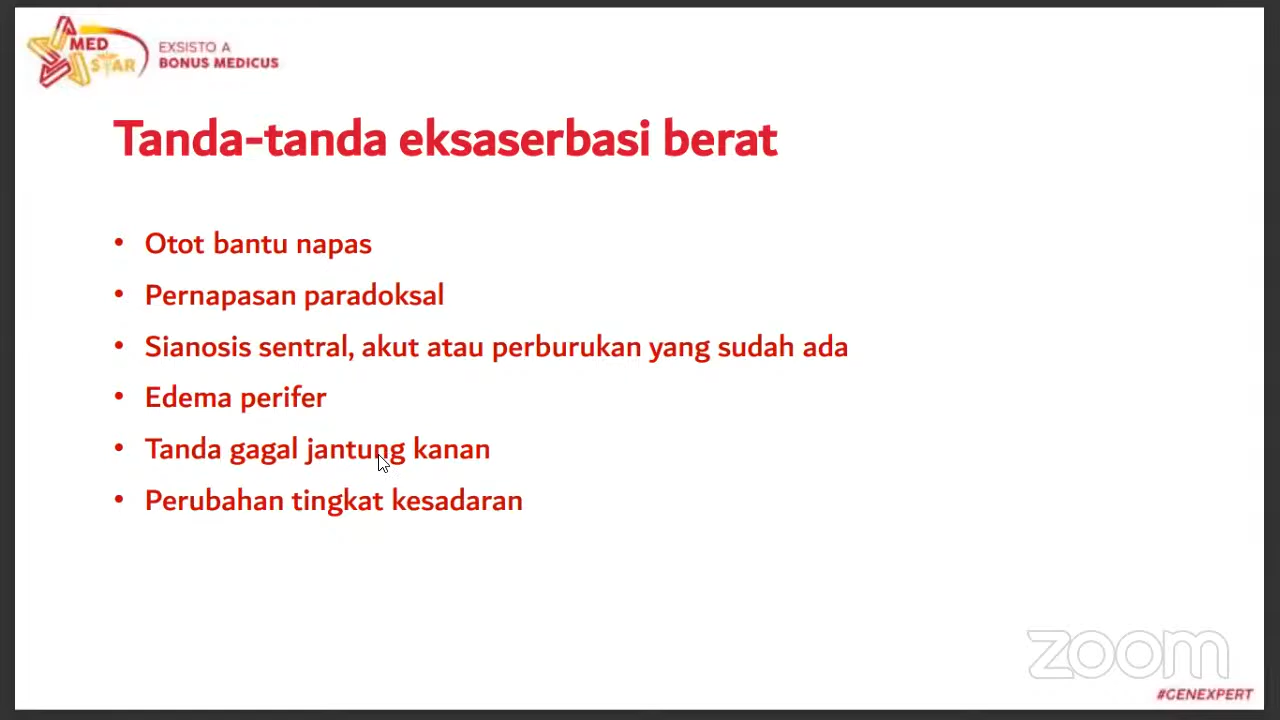 MED
STAR
EXSISTO A
BONUS MEDICUS
Tanda-tanda eksaserbasi berat
• Otot bantu napas
• Pernapasan paradoksal
• Sianosis sentral, akut atau perburukan yang sudah ada
• Edema perifer
• Tanda gagal jantung kanan
• Perubahan tingkat kesadaran
zoom
#GENEXPERT